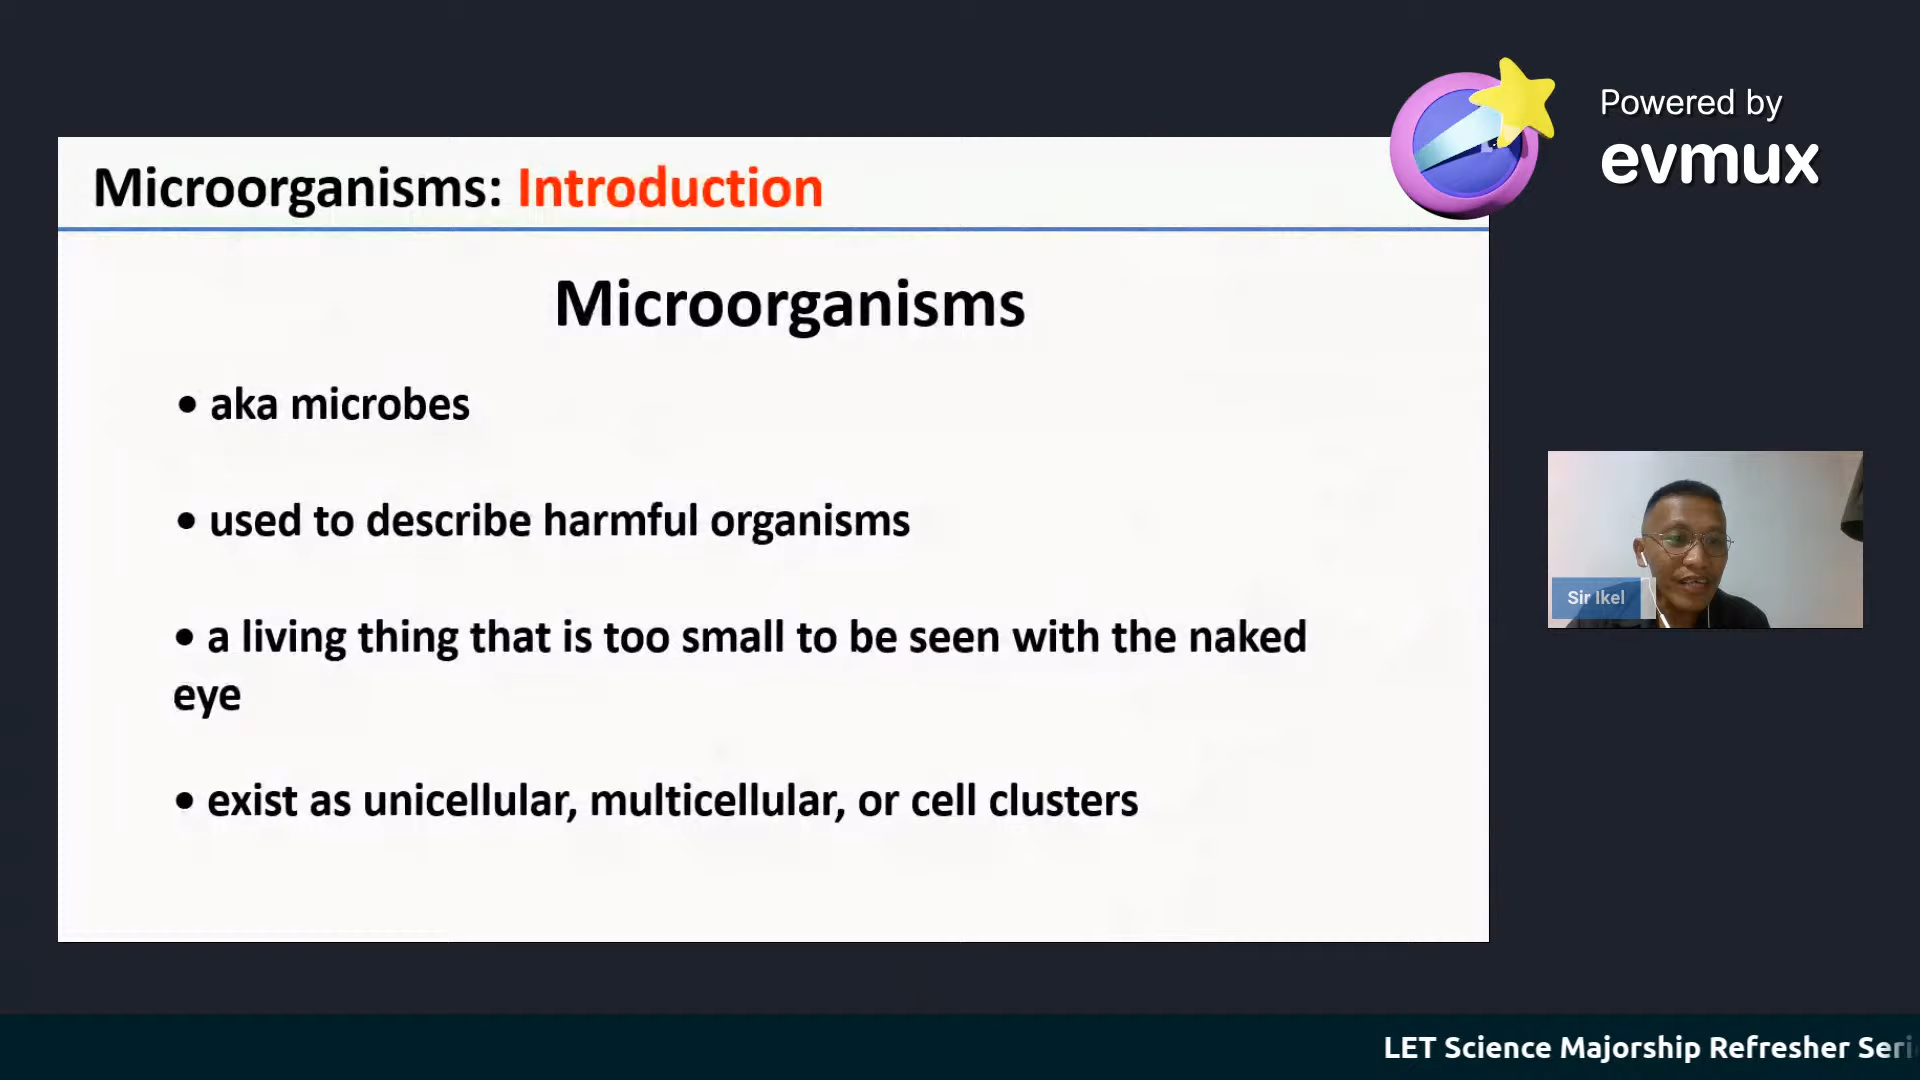 Powered by
evmux
Microorganisms: Introduction
Microorganisms
• aka microbes
• used to describe harmful organisms
• a living thing that is too small to be seen with the naked
eye
• exist as unicellular, multicellular, or cell clusters
Sir Ikel
LET Science Majorship Refresher Seri